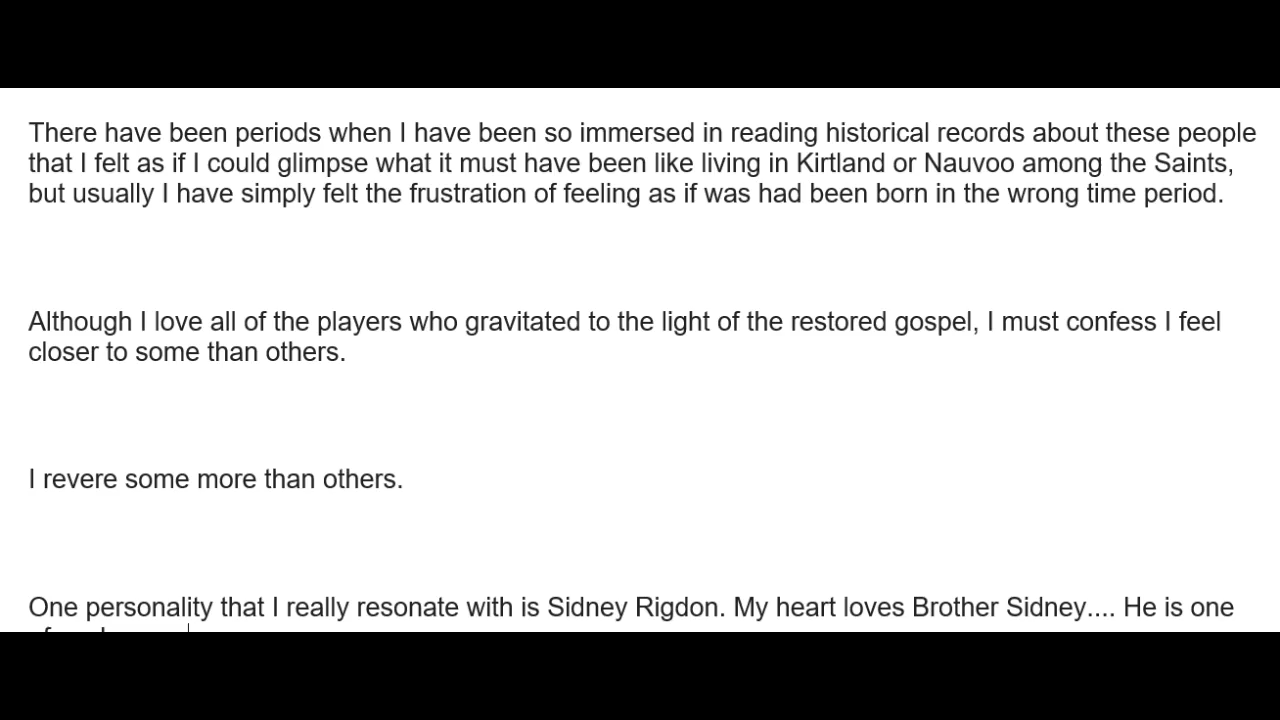 There have been periods when I have been so immersed in reading historical records about these people
that I felt as if I could glimpse what it must have been like living in Kirtland or Nauvoo among the Saints,
but usually I have simply felt the frustration of feeling as if was had been born in the wrong time period.
Although I love all of the players who gravitated to the light of the restored gospel, I must confess I feel
closer to some than others.
I revere some more than others.
One personality that I really resonate with is Sidney Rigdon. My heart loves Brother Sidney.... He is one